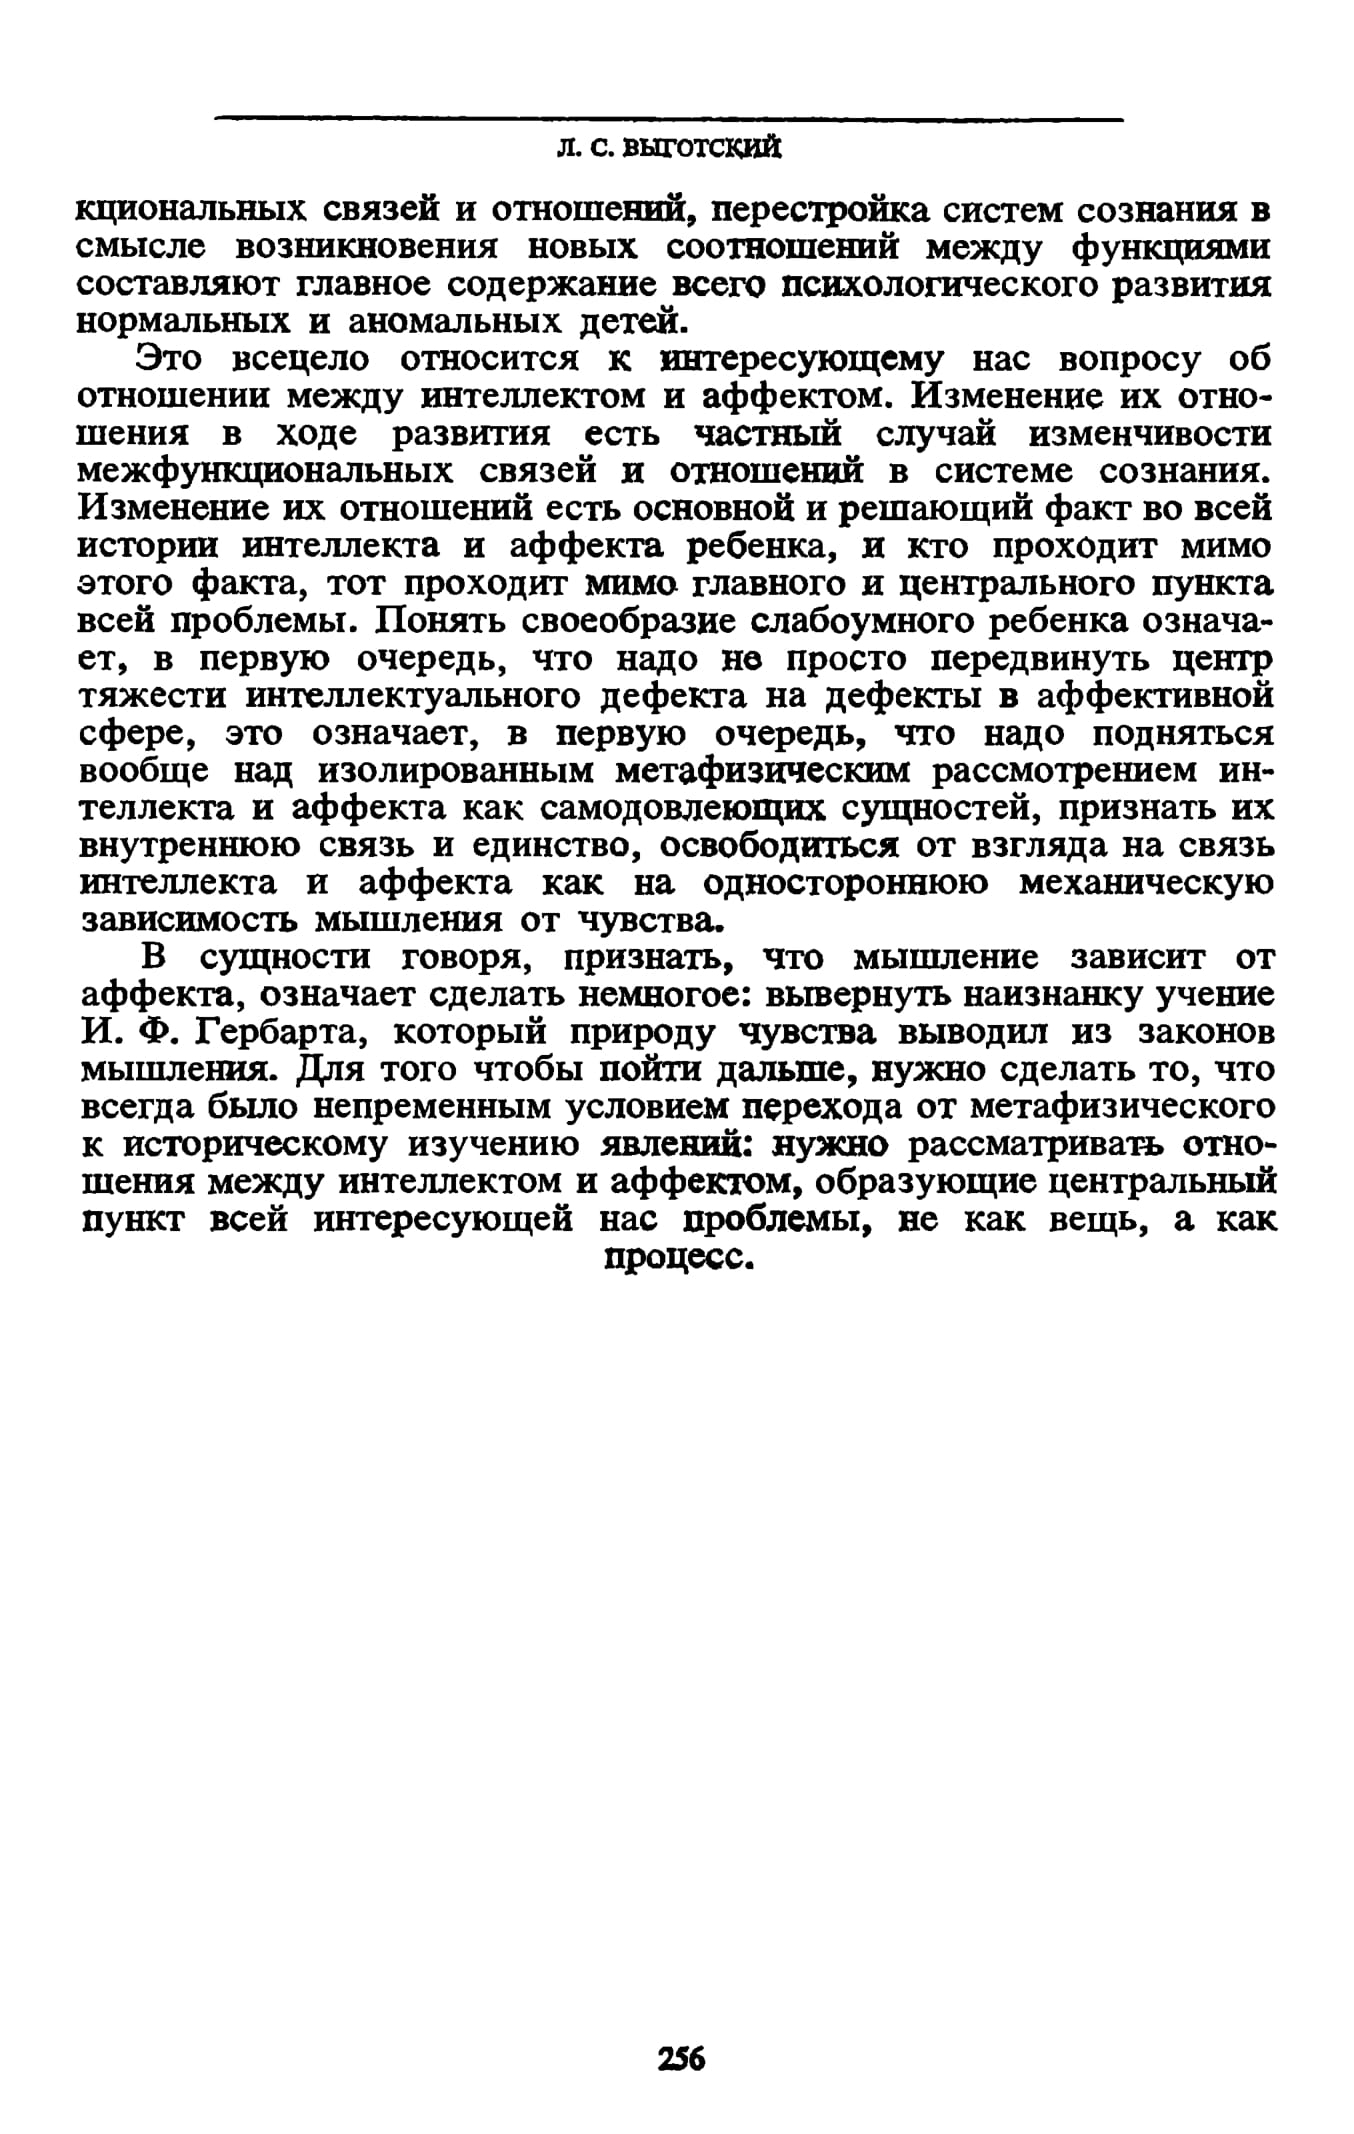 Л. С. ВЫГОТСКИЙ
кциональных связей и отношений, перестройка систем сознания в
смысле возникновения новых соотношений между функциями
составляют главное содержание всего психологического развития
нормальных и аномальных детей.
Это всецело относится к интересующему нас вопросу об
отношении между интеллектом и аффектом. Изменение их отно-
шения в ходе развития есть частный случай изменчивости
межфункциональных связей и отношений в системе сознания.
Изменение их отношений есть основной и решающий факт во всей
истории интеллекта и аффекта ребенка, и кто проходит мимо
этого факта, тот проходит мимо главного и центрального пункта
всей проблемы. Понять своеобразие слабоумного ребенка означа-
ет, в первую очередь, что надо не просто передвинуть центр
тяжести интеллектуального дефекта на дефекты в аффективной
сфере, это означает, в первую очередь, что надо подняться
вообще над изолированным метафизическим рассмотрением ин-
теллекта и аффекта как самодовлеющих сущностей, признать их
внутреннюю связь и единство, освободиться от взгляда на связь
интеллекта и аффекта как на одностороннюю механическую
зависимость мышления от чувства.
В сущности говоря, признать, что мышление зависит от
аффекта, означает сделать немногое: вывернуть наизнанку учение
И. Ф. Гербарта, который природу чувства выводил из законов
мышления. Для того чтобы пойти дальше, нужно сделать то, что
всегда было непременным условием перехода от метафизического
к историческому изучению явлений: нужно рассматривать отно-
шения между интеллектом и аффектом, образующие центральный
пункт всей интересующей нас проблемы, не как вещь, а как
процесс.
256